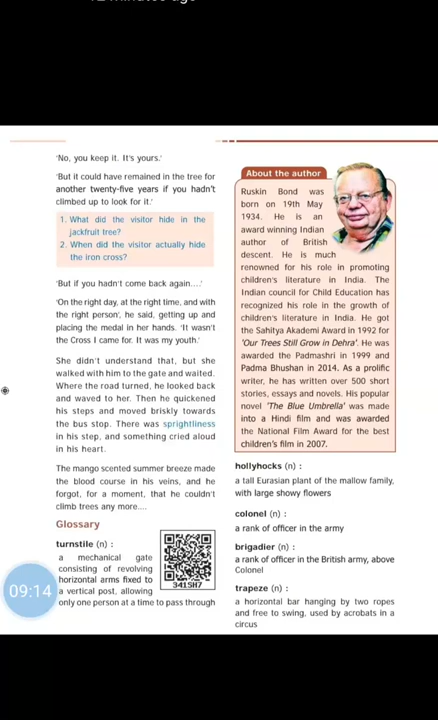 12 minutes ago
'No, you keep it. It's yours.'
'But it could have remained in the tree for
another twenty-five years if you hadn't
climbed up to look for it.'
1. What did the visitor hide in the
jackfruit tree?
2. When did the visitor actually hide
the iron cross?
'But if you hadn't come back again....'
'On the right day, at the right time, and with
the right person', he said, getting up and
placing the medal in her hands. 'It wasn't
the Cross I came for. It was my youth.'
She didn't understand that, but she
walked with him to the gate and waited.
Where the road turned, he looked back
and waved to her. Then he quickened
his steps and moved briskly towards
the bus stop. There was sprightliness
in his step, and something cried aloud
in his heart.
The mango scented summer breeze made
the blood course in his veins, and he
forgot, for a moment, that he couldn't
climb trees any more....
Glossary
turnstile (n) :
a mechanical gate
consisting of revolving
horizontal arms fixed to
a vertical post, allowing
only one person at a time to pass through
341SH7
09:14
About the author
Ruskin Bond was
born on 19th May
1934. He is an
award winning Indian
author of British
descent. He is much
renowned for his role in promoting
children's literature in India. The
Indian council for Child Education has
recognized his role in the growth of
children's literature in India. He got
the Sahitya Akademi Award in 1992 for
'Our Trees Still Grow in Dehra'. He was
awarded the Padmashri in 1999 and
Padma Bhushan in 2014. As a prolific
writer, he has written over 500 short
stories, essays and novels. His popular
novel 'The Blue Umbrella' was made
into a Hindi film and was awarded
the National Film Award for the best
children's film in 2007.
hollyhocks (n) :
a tall Eurasian plant of the mallow family,
with large showy flowers
colonel (n) :
a rank of officer in the army
brigadier (n) :
a rank of officer in the British army, above
Colonel
trapeze (n) :
a horizontal bar hanging by two ropes
and free to swing, used by acrobats in a
circus